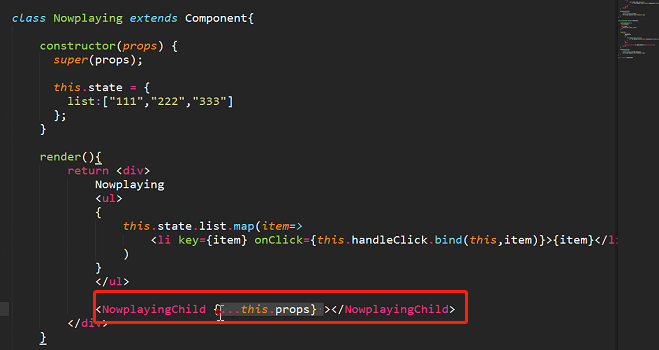 class Nowplaying extends Component{
constructor(props) {
super(props);
this.state = {
list:["111","222","333"]
};
}
render(){
return <div>
Nowplaying
<ul>
{
this.state.list.map(item=>
<li key={item} onClick={this.handleClick.bind(this,item)}>{item}</li
)
}
</ul>
<NowplayingChild {...this.props} ></NowplayingChild>
</div>
}